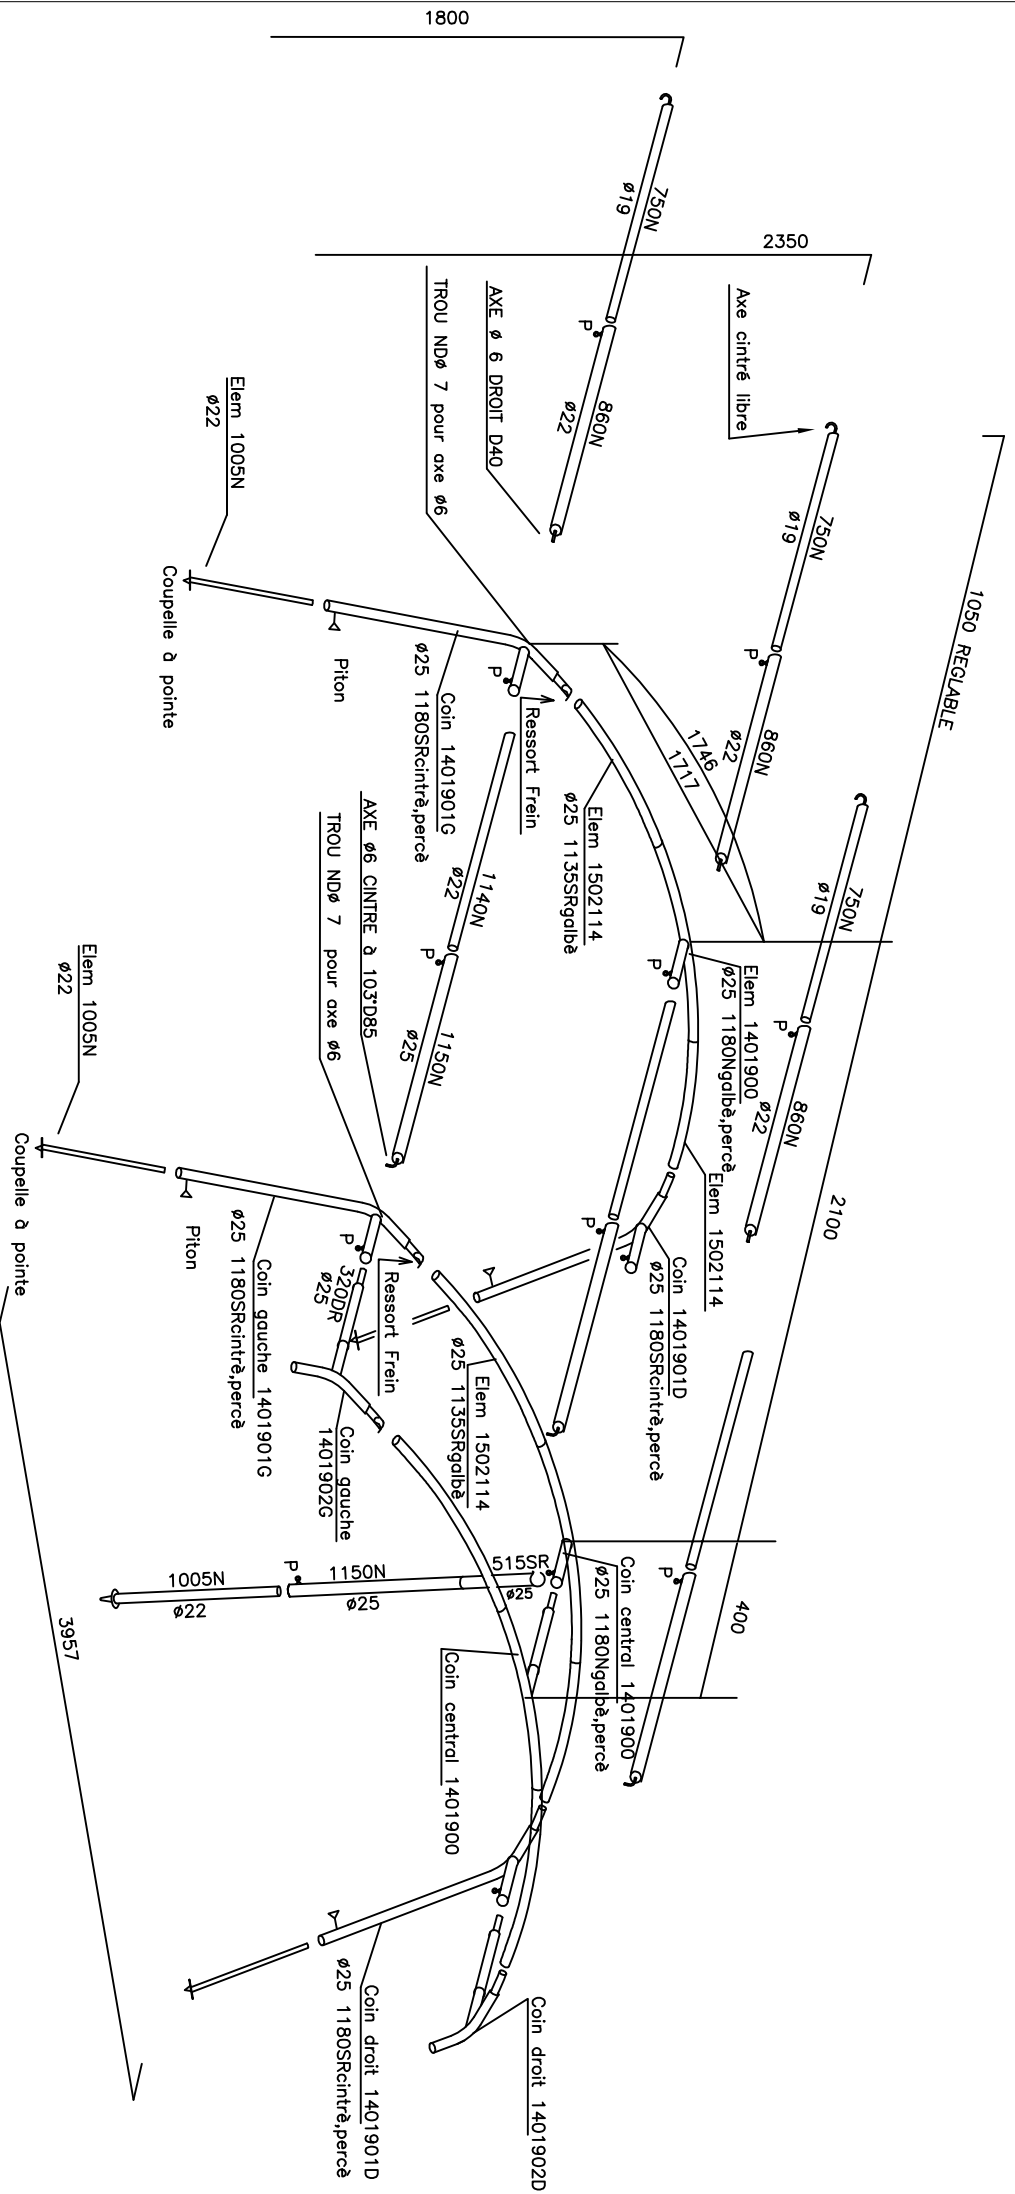 1800
750N
ø19
2350
Axe cintré libre
P
860N
ø22
AXE ø 6 DROIT D40
TROU NDø 7 pour axe ø6
750N
ø19
1050 REGLABLE
P
860N
ø22
1746
1717
Elem 1005N
ø22
Coupelle à pointe
Piton
P
Coin 1401901G
ø25 1180SRcintrè,percè
Ressort Frein
Elem 1502114
ø25 1135SRgalbè
750N
ø19
P
860N
ø22
P
Elem 1401900
ø25 1180Ngalbè,percè
1140N
ø22
P
1150N
ø25
AXE ø6 CINTRE à 103°D85
TROU NDø 7 pour axe ø6
Elem 1502114
2100
P
Coin 1401901D
ø25 1180SRcintrè,percè
Elem 1005N
ø22
Coupelle à pointe
Piton
P
Coin gauche 1401901G
ø25 1180SRcintrè,percè
320DR
ø25
Ressort Frein
Coin gauche
1401902G
Elem 1502114
ø25 1135SRgalbè
1005N
ø22
P
1150N
ø25
515SR
ø25
Coin central 1401900
ø25 1180Ngalbè,percè
P
400
Coin central 1401900
3957
Coin droit 1401901D
ø25 1180SRcintrè,percè
Coin droit 1401902D